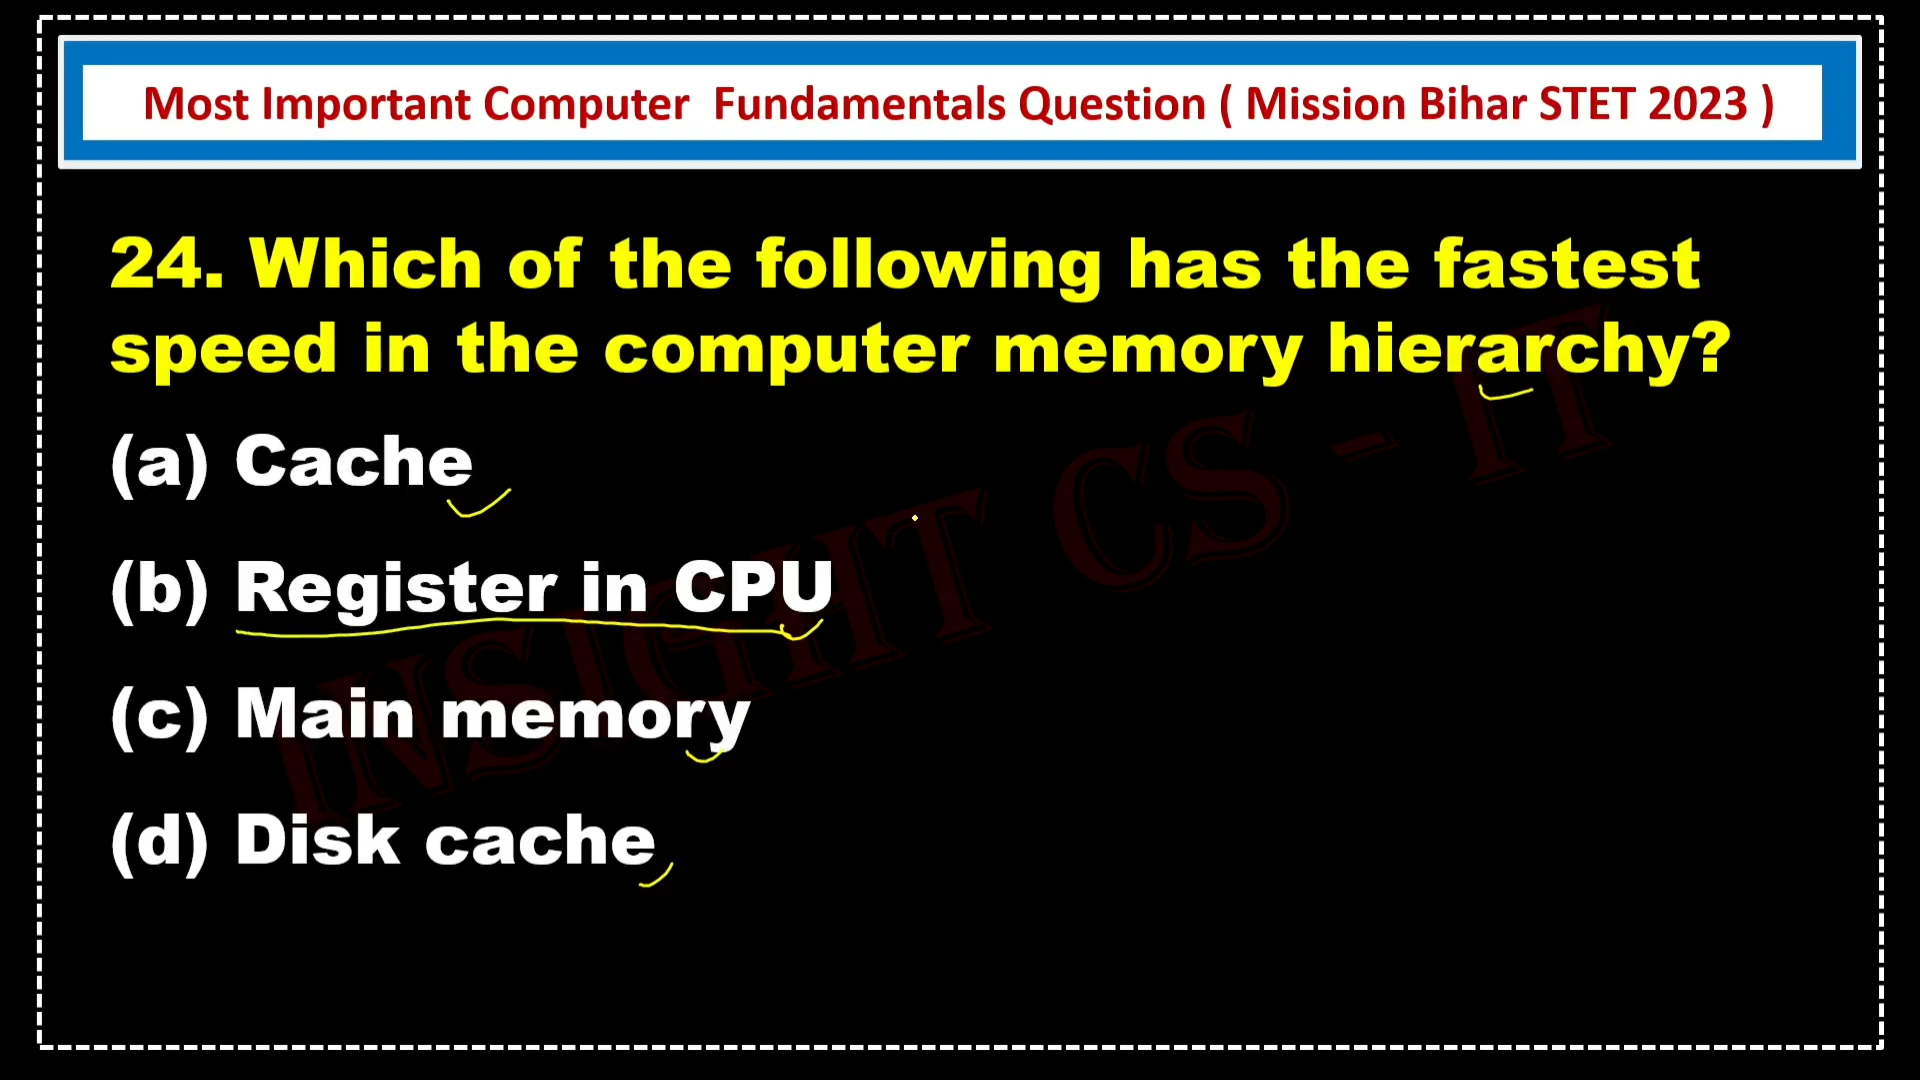 Most Important Computer Fundamentals Question ( Mission Bihar STET 2023 )
24. Which of the following has the fastest
speed in the computer memory hierarchy?
(a) Cache
(b) Register in CPU
(c) Main memory
(d) Disk cache
INSIGHT CS - IT